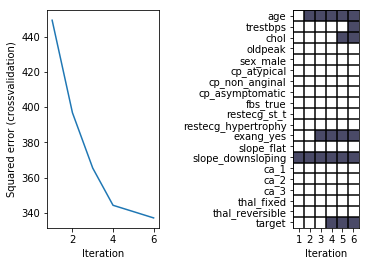 Squared error (crossvalidation)
440
420
400
380
360
340
2
4
6
Iteration
age
trestbps
chol
oldpeak
sex_male
cp_atypical
cp_non_anginal
cp_asymptomatic
fbs_true
restecg_st_t
restecg_hypertrophy
exang_yes
slope_flat
slope_downsloping
ca_1
ca_2
ca_3
thal_fixed
thal_reversible
target
1 2 3 4 5 6
Iteration